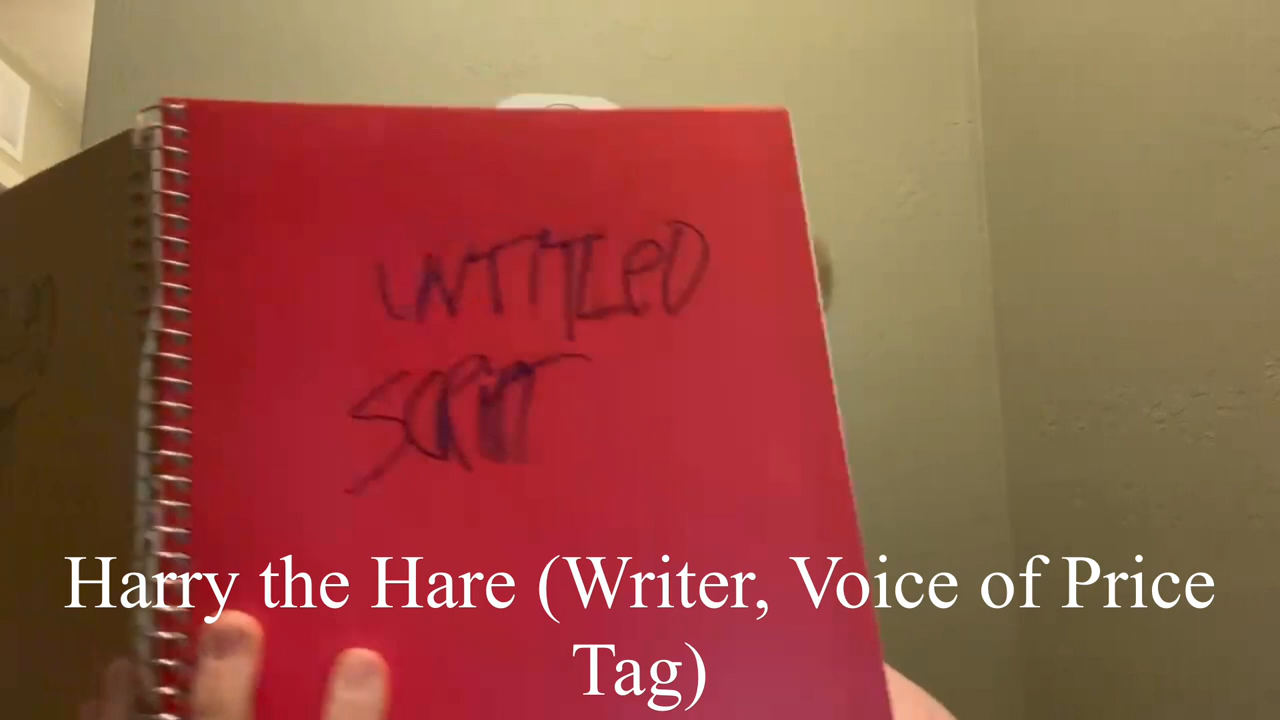 UNTITLED
SCRIPT
Harry the Hare (Writer, Voice of Price
Tag)